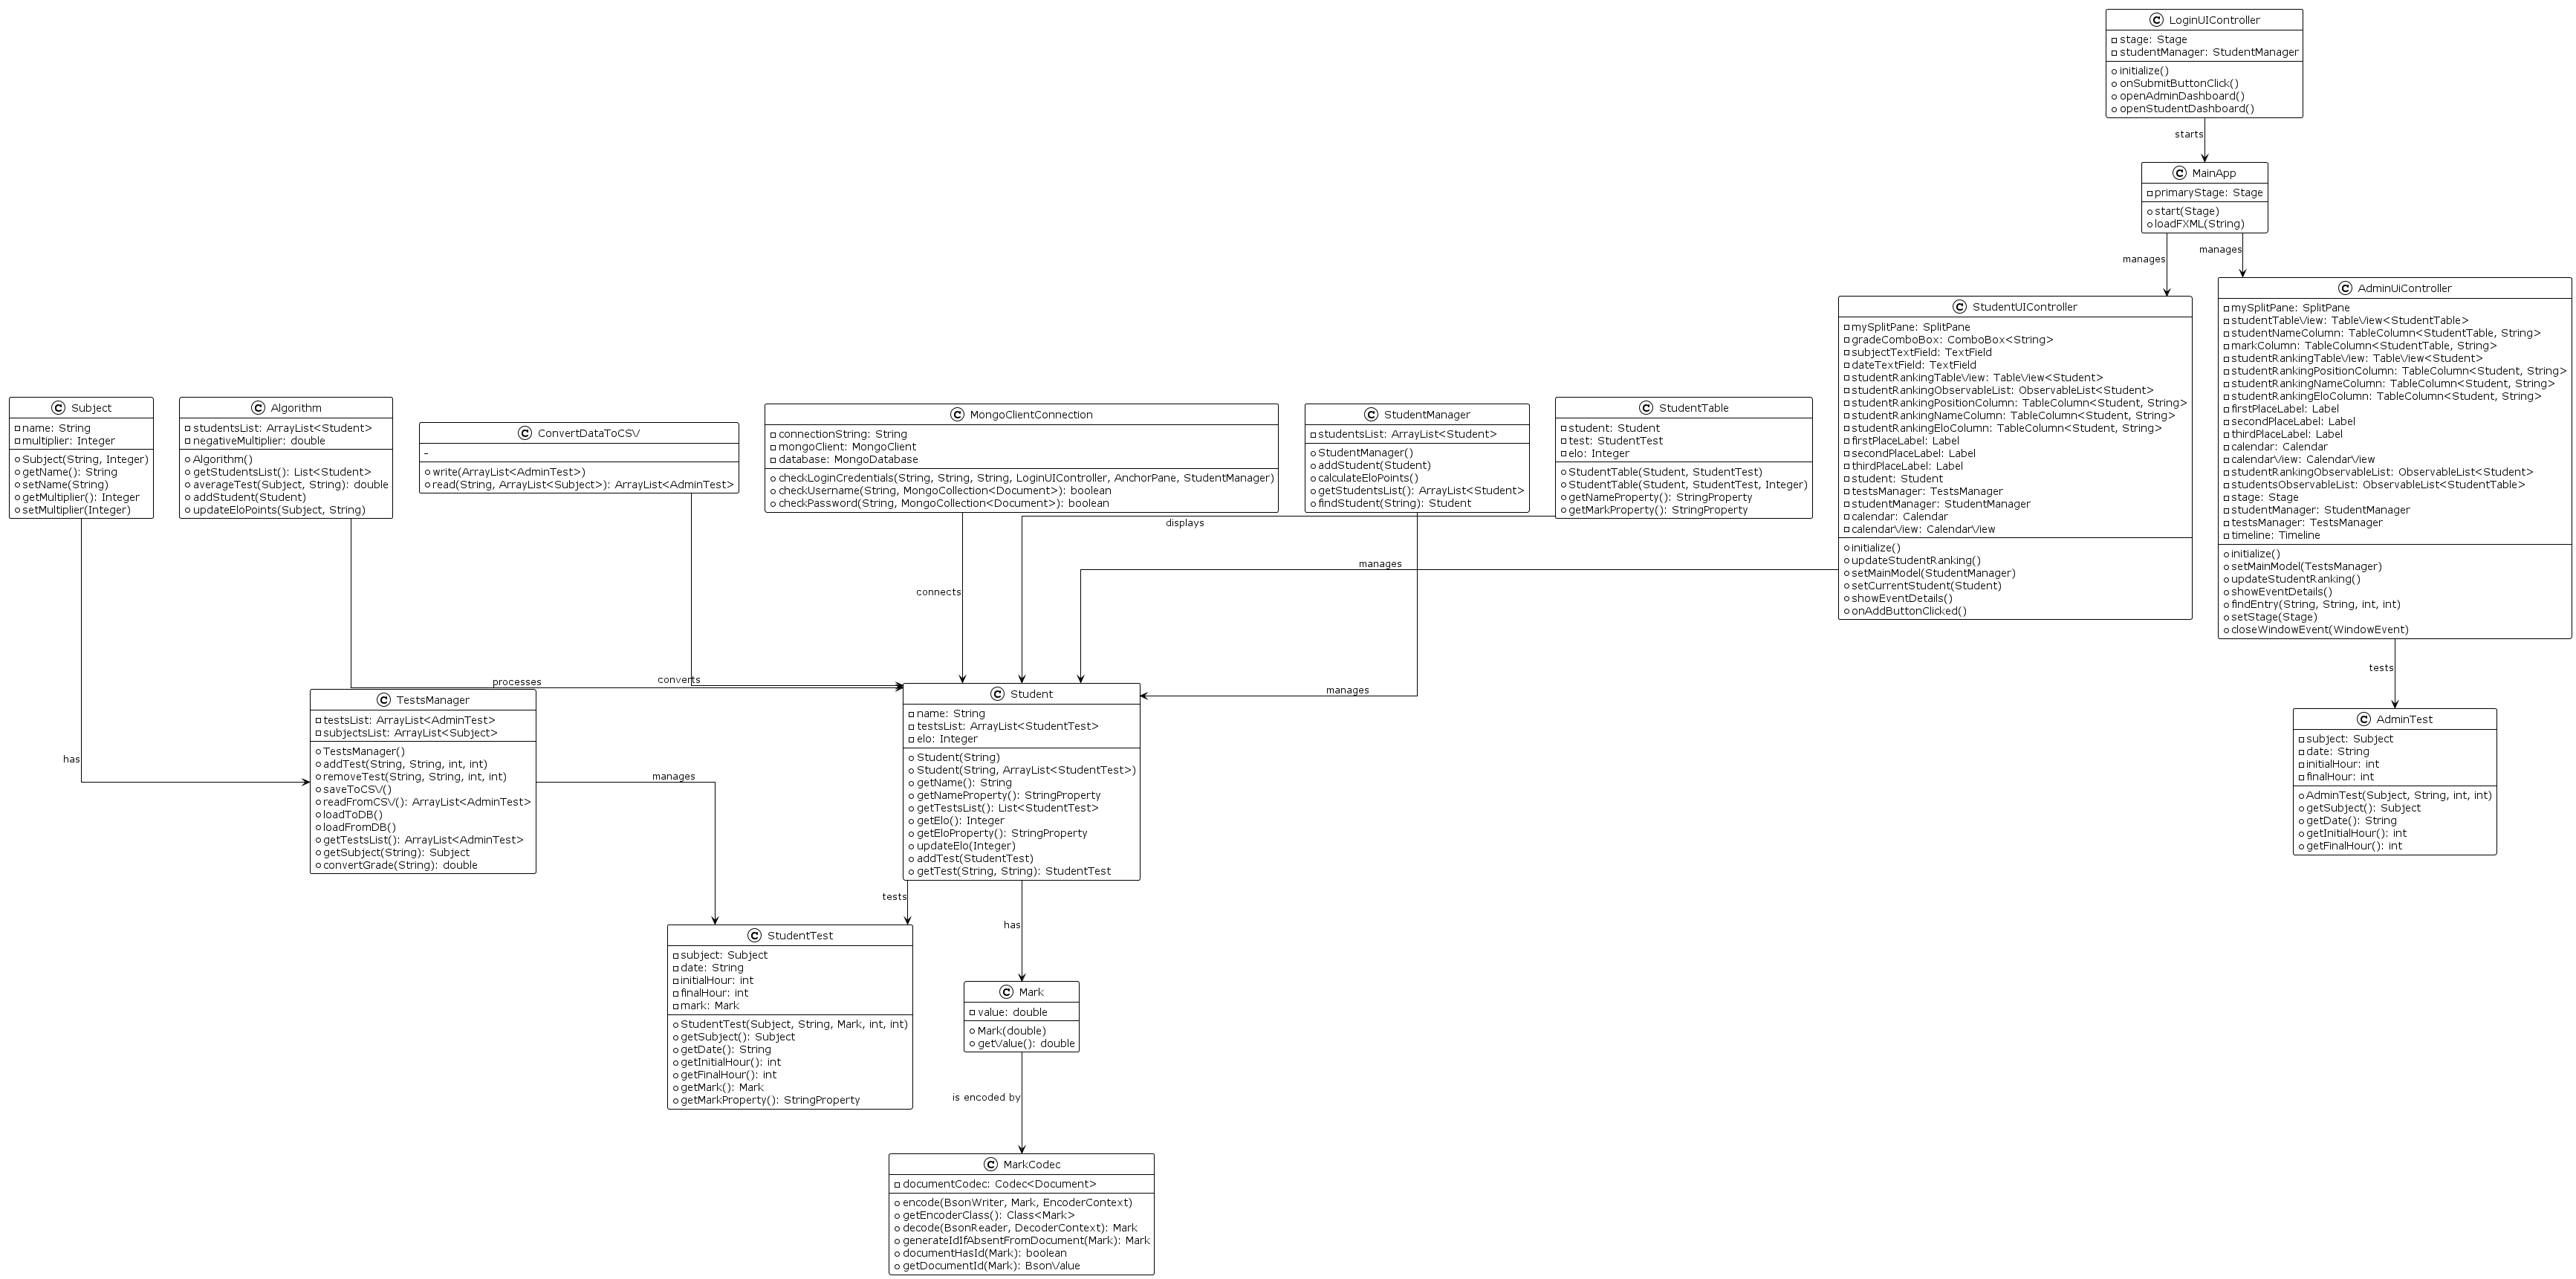 LoginUIController
stage: Stage
studentManager: StudentManager
initialize()
onSubmitButtonClick()
openAdminDashboard()
openStudentDashboard()
starts
MainApp
primaryStage: Stage
start(Stage)
loadFXML(String)
manages
manages
StudentUIController
mySplitPane: SplitPane
gradeComboBox: ComboBox<String>
subjectTextField: TextField
dateTextField: TextField
studentRankingTableView: TableView<Student>
studentRankingObservableList: ObservableList<Student>
studentRankingPositionColumn: TableColumn<Student, String>
studentRankingNameColumn: TableColumn<Student, String>
studentRankingEloColumn: TableColumn<Student, String>
firstPlaceLabel: Label
secondPlaceLabel: Label
thirdPlaceLabel: Label
student: Student
testsManager: TestsManager
studentManager: StudentManager
calendar: Calendar
calendarView: CalendarView
initialize()
updateStudentRanking()
setMainModel(StudentManager)
setCurrentStudent(Student)
showEventDetails()
onAddButtonClicked()
AdminUiController
mySplitPane: SplitPane
studentTableView: TableView<StudentTable>
studentNameColumn: TableColumn<StudentTable, String>
markColumn: TableColumn<StudentTable, String>
studentRankingTableView: TableView<Student>
studentRankingPositionColumn: TableColumn<Student, String>
studentRankingNameColumn: TableColumn<Student, String>
studentRankingEloColumn: TableColumn<Student, String>
firstPlaceLabel: Label
secondPlaceLabel: Label
thirdPlaceLabel: Label
calendar: Calendar
calendarView: CalendarView
studentRankingObservableList: ObservableList<Student>
studentsObservableList: ObservableList<StudentTable>
stage: Stage
studentManager: StudentManager
testsManager: TestsManager
timeline: Timeline
initialize()
setMainModel(TestsManager)
updateStudentRanking()
showEventDetails()
findEntry(String, String, int, int)
setStage(Stage)
closeWindowEvent(WindowEvent)
Subject
name: String
multiplier: Integer
Subject(String, Integer)
getName(): String
setName(String)
getMultiplier(): Integer
setMultiplier(Integer)
Algorithm
studentsList: ArrayList<Student>
negativeMultiplier: double
Algorithm()
getStudentsList(): List<Student>
averageTest(Subject, String): double
addStudent(Student)
updateEloPoints(Subject, String)
ConvertDataToCSV
-
write(ArrayList<AdminTest>)
read(String, ArrayList<Subject>): ArrayList<AdminTest>
MongoClientConnection
connectionString: String
mongoClient: MongoClient
database: MongoDatabase
checkLoginCredentials(String, String, String, LoginUIController, AnchorPane, StudentManager)
checkUsername(String, MongoCollection<Document>): boolean
checkPassword(String, MongoCollection<Document>): boolean
StudentManager
studentsList: ArrayList<Student>
StudentManager()
addStudent(Student)
calculateEloPoints()
getStudentsList(): ArrayList<Student>
findStudent(String): Student
StudentTable
student: Student
test: StudentTest
elo: Integer
StudentTable(Student, StudentTest)
StudentTable(Student, StudentTest, Integer)
getNameProperty(): StringProperty
getMarkProperty(): StringProperty
displays
manages
connects
has
processes
converts
manages
tests
TestsManager
testsList: ArrayList<AdminTest>
subjectsList: ArrayList<Subject>
TestsManager()
addTest(String, String, int, int)
removeTest(String, String, int, int)
saveToCSV()
readFromCSV(): ArrayList<AdminTest>
loadToDB()
loadFromDB()
getTestsList(): ArrayList<AdminTest>
getSubject(String): Subject
convertGrade(String): double
manages
Student
name: String
testsList: ArrayList<StudentTest>
elo: Integer
Student(String)
Student(String, ArrayList<StudentTest>)
getName(): String
getNameProperty(): StringProperty
getTestsList(): List<StudentTest>
getElo(): Integer
getEloProperty(): StringProperty
updateElo(Integer)
addTest(StudentTest)
getTest(String, String): StudentTest
AdminTest
subject: Subject
date: String
initialHour: int
finalHour: int
AdminTest(Subject, String, int, int)
getSubject(): Subject
getDate(): String
getInitialHour(): int
getFinalHour(): int
tests
has
StudentTest
subject: Subject
date: String
initialHour: int
finalHour: int
mark: Mark
StudentTest(Subject, String, Mark, int, int)
getSubject(): Subject
getDate(): String
getInitialHour(): int
getFinalHour(): int
getMark(): Mark
getMarkProperty(): StringProperty
Mark
value: double
Mark(double)
getValue(): double
is encoded by
MarkCodec
documentCodec: Codec<Document>
encode(BsonWriter, Mark, EncoderContext)
getEncoderClass(): Class<Mark>
decode(BsonReader, DecoderContext): Mark
generateIdIfAbsentFromDocument(Mark): Mark
documentHasId(Mark): boolean
getDocumentId(Mark): BsonValue